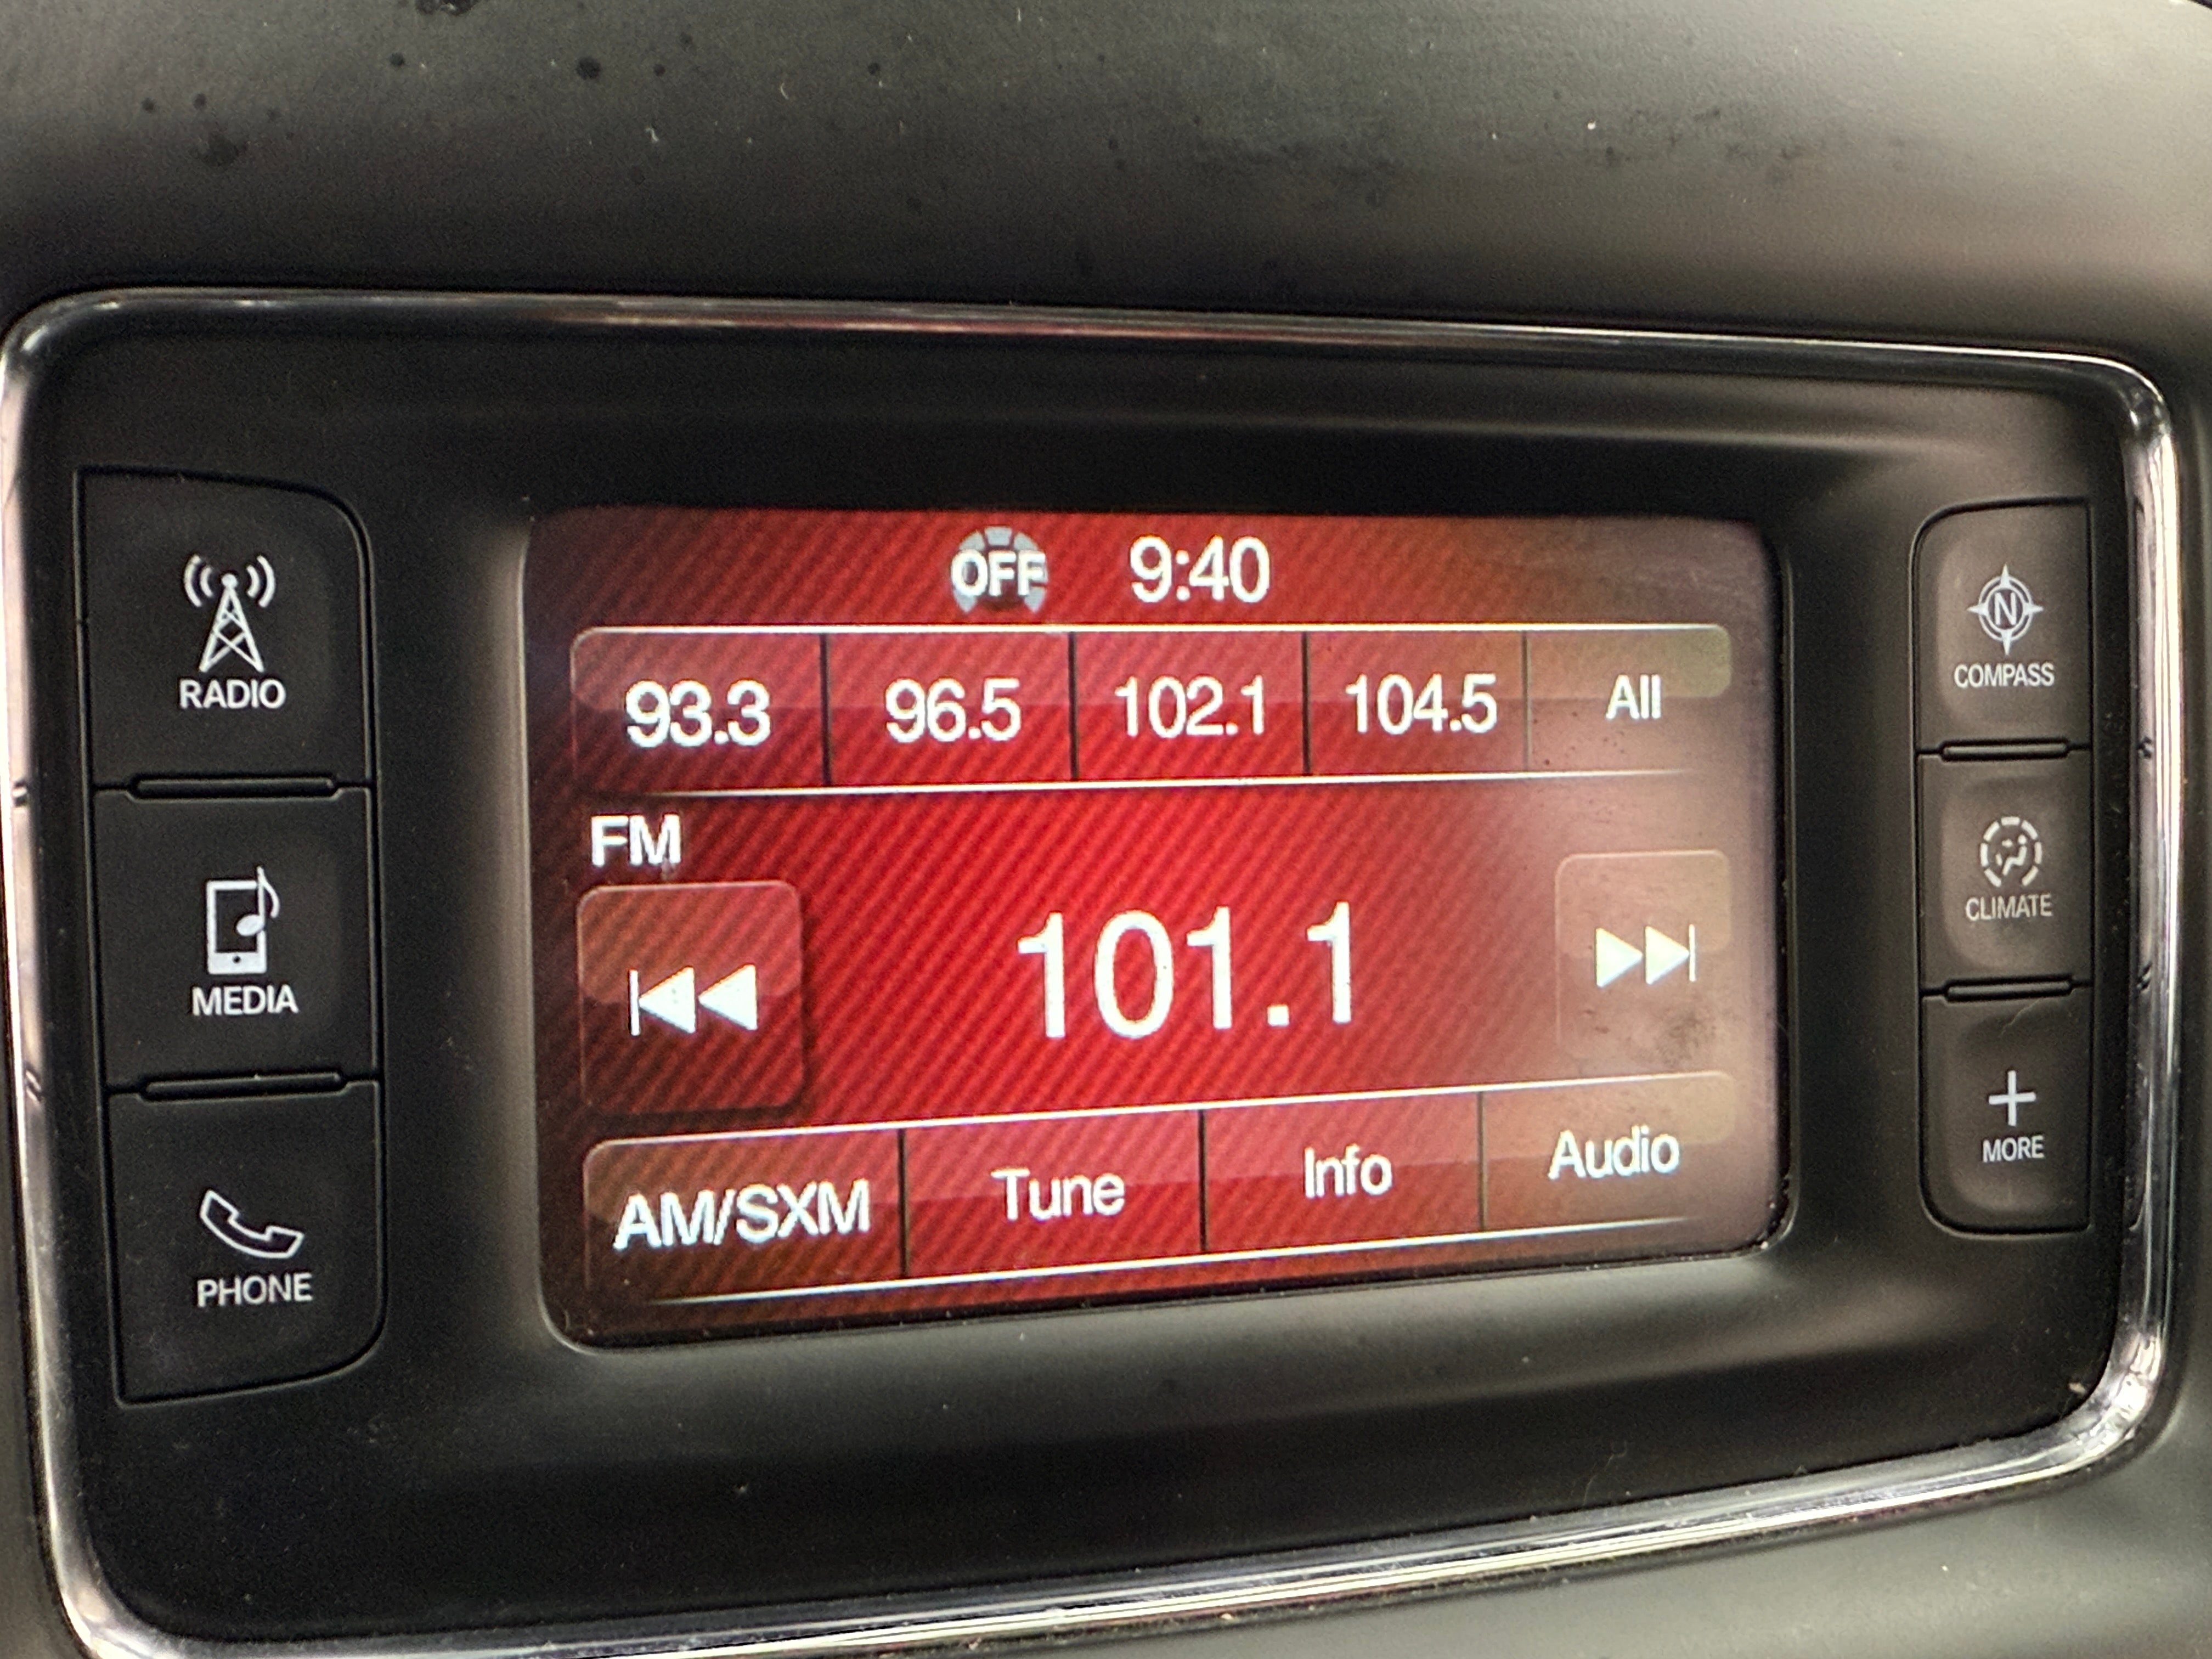 OFF 9:40
93.3 96.5 102.1 104.5 All
RADIO
FM
101.1
MEDIA
AM/SXM Tune Info Audio
PHONE
N
COMPASS
CLIMATE
MORE